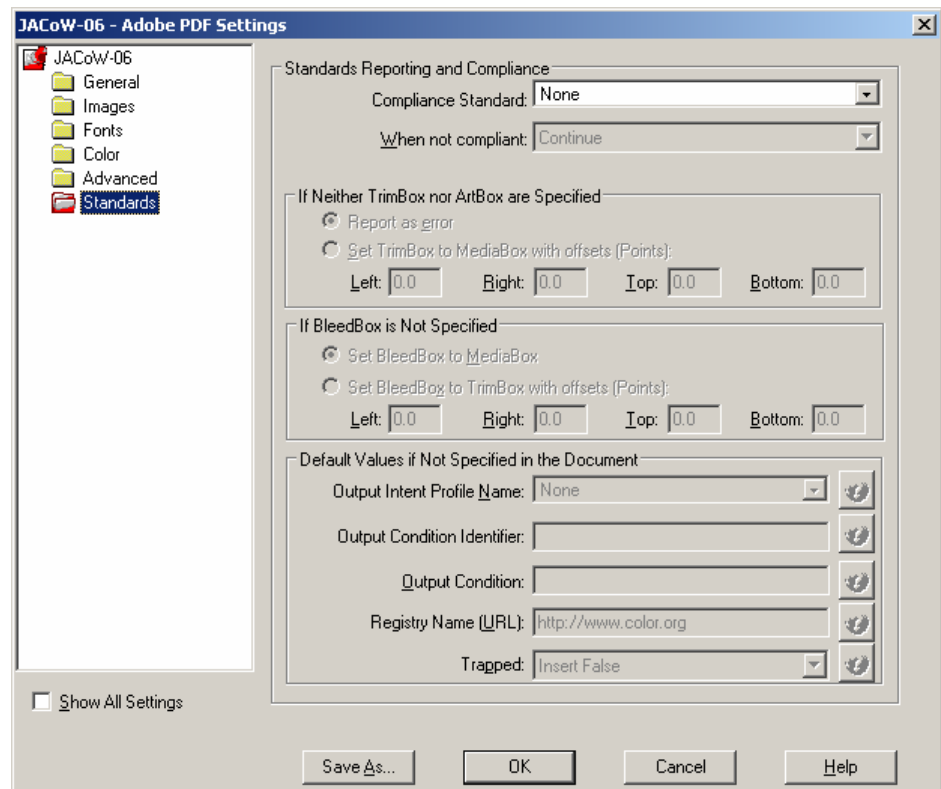 JACoW-06 - Adobe PDF Settings
JACoW-06
General
Images
Fonts
Color
Advanced
Standards
Show All Settings
Standards Reporting and Compliance
Compliance Standard: None
When not compliant: Continue
If Neither TrimBox nor ArtBox are Specified
Report as error
Set TrimBox to MediaBox with offsets (Points):
Left: 0.0 Right: 0.0 Top: 0.0 Bottom: 0.0
If BleedBox is Not Specified
Set BleedBox to MediaBox
Set BleedBox to TrimBox with offsets (Points):
Left: 0.0 Right: 0.0 Top: 0.0 Bottom: 0.0
Default Values if Not Specified in the Document
Output Intent Profile Name: None
Output Condition Identifier:
Output Condition:
Registry Name (URL): http://www.color.org
Trapped: Insert False
Save As... OK Cancel Help